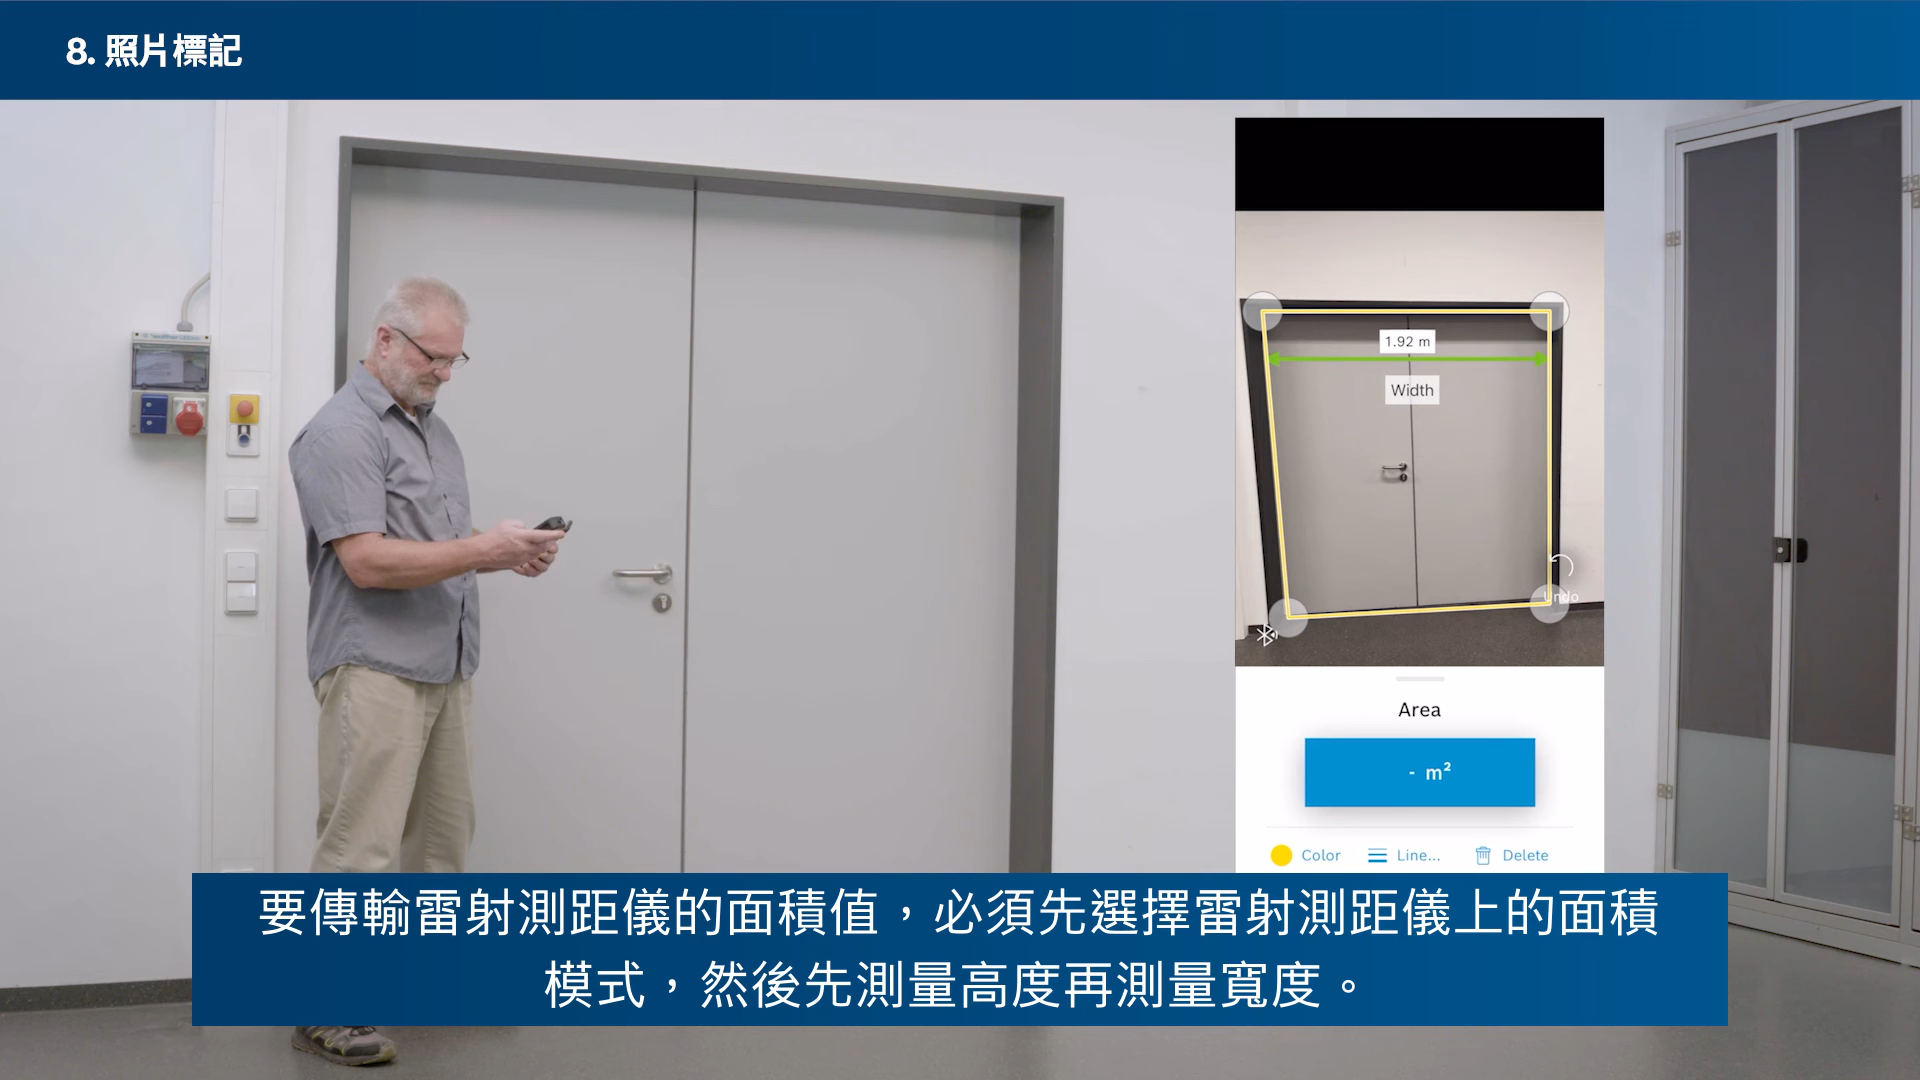 8. 照片標記
1.92 m
Width
Undo
Area
- m²
Color
Line...
Delete
要傳輸雷射測距儀的面積值，必須先選擇雷射測距儀上的面積
模式，然後先測量高度再測量寬度。